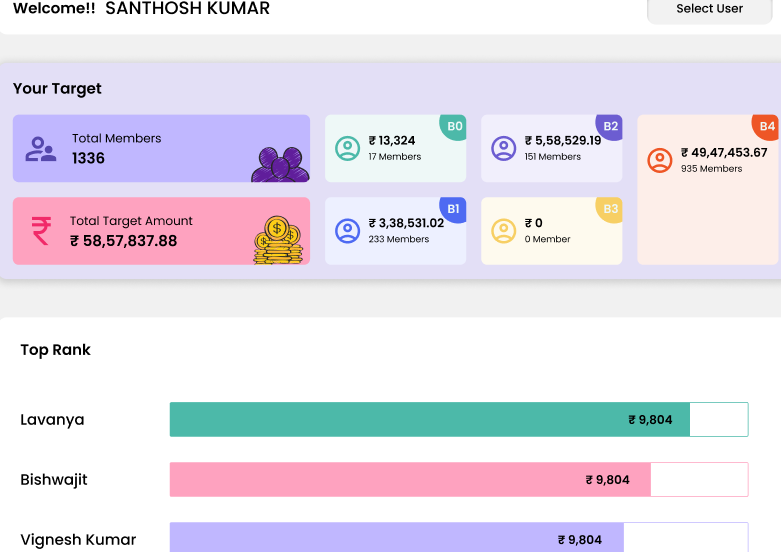 Welcome!! SANTHOSH KUMAR
Select User
Your Target
Total Members
1336
Total Target Amount
₹ 58,57,837.88
B0
₹ 13,324
17 Members
B1
₹ 3,38,531.02
233 Members
B2
₹ 5,58,529.19
151 Members
B3
₹ 0
0 Member
B4
₹ 49,47,453.67
935 Members
Top Rank
Lavanya
₹ 9,804
Bishwajit
₹ 9,804
Vignesh Kumar
₹ 9,804